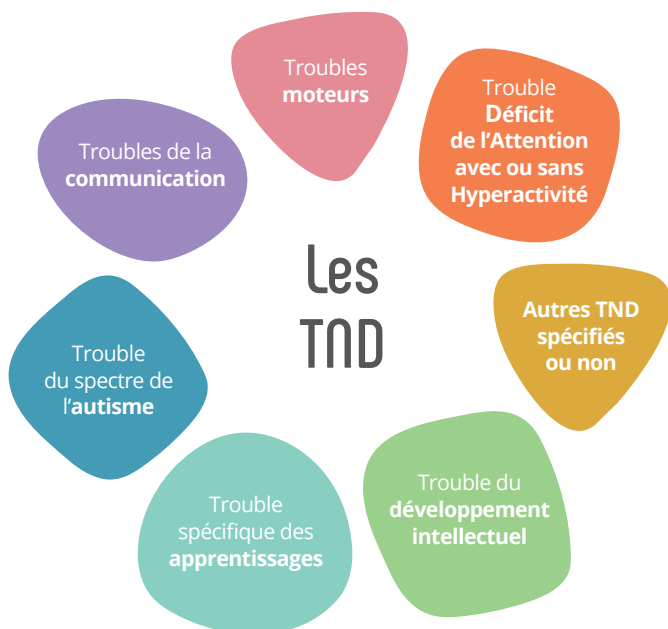 Troubles
moteurs
Trouble
Déficit
de l'Attention
avec ou sans
Hyperactivité
Troubles de la
communication
Les
TND
Autres TND
spécifiés
ou non
Trouble
du spectre de
l'autisme
Trouble du
développement
intellectuel
Trouble
spécifique des
apprentissages